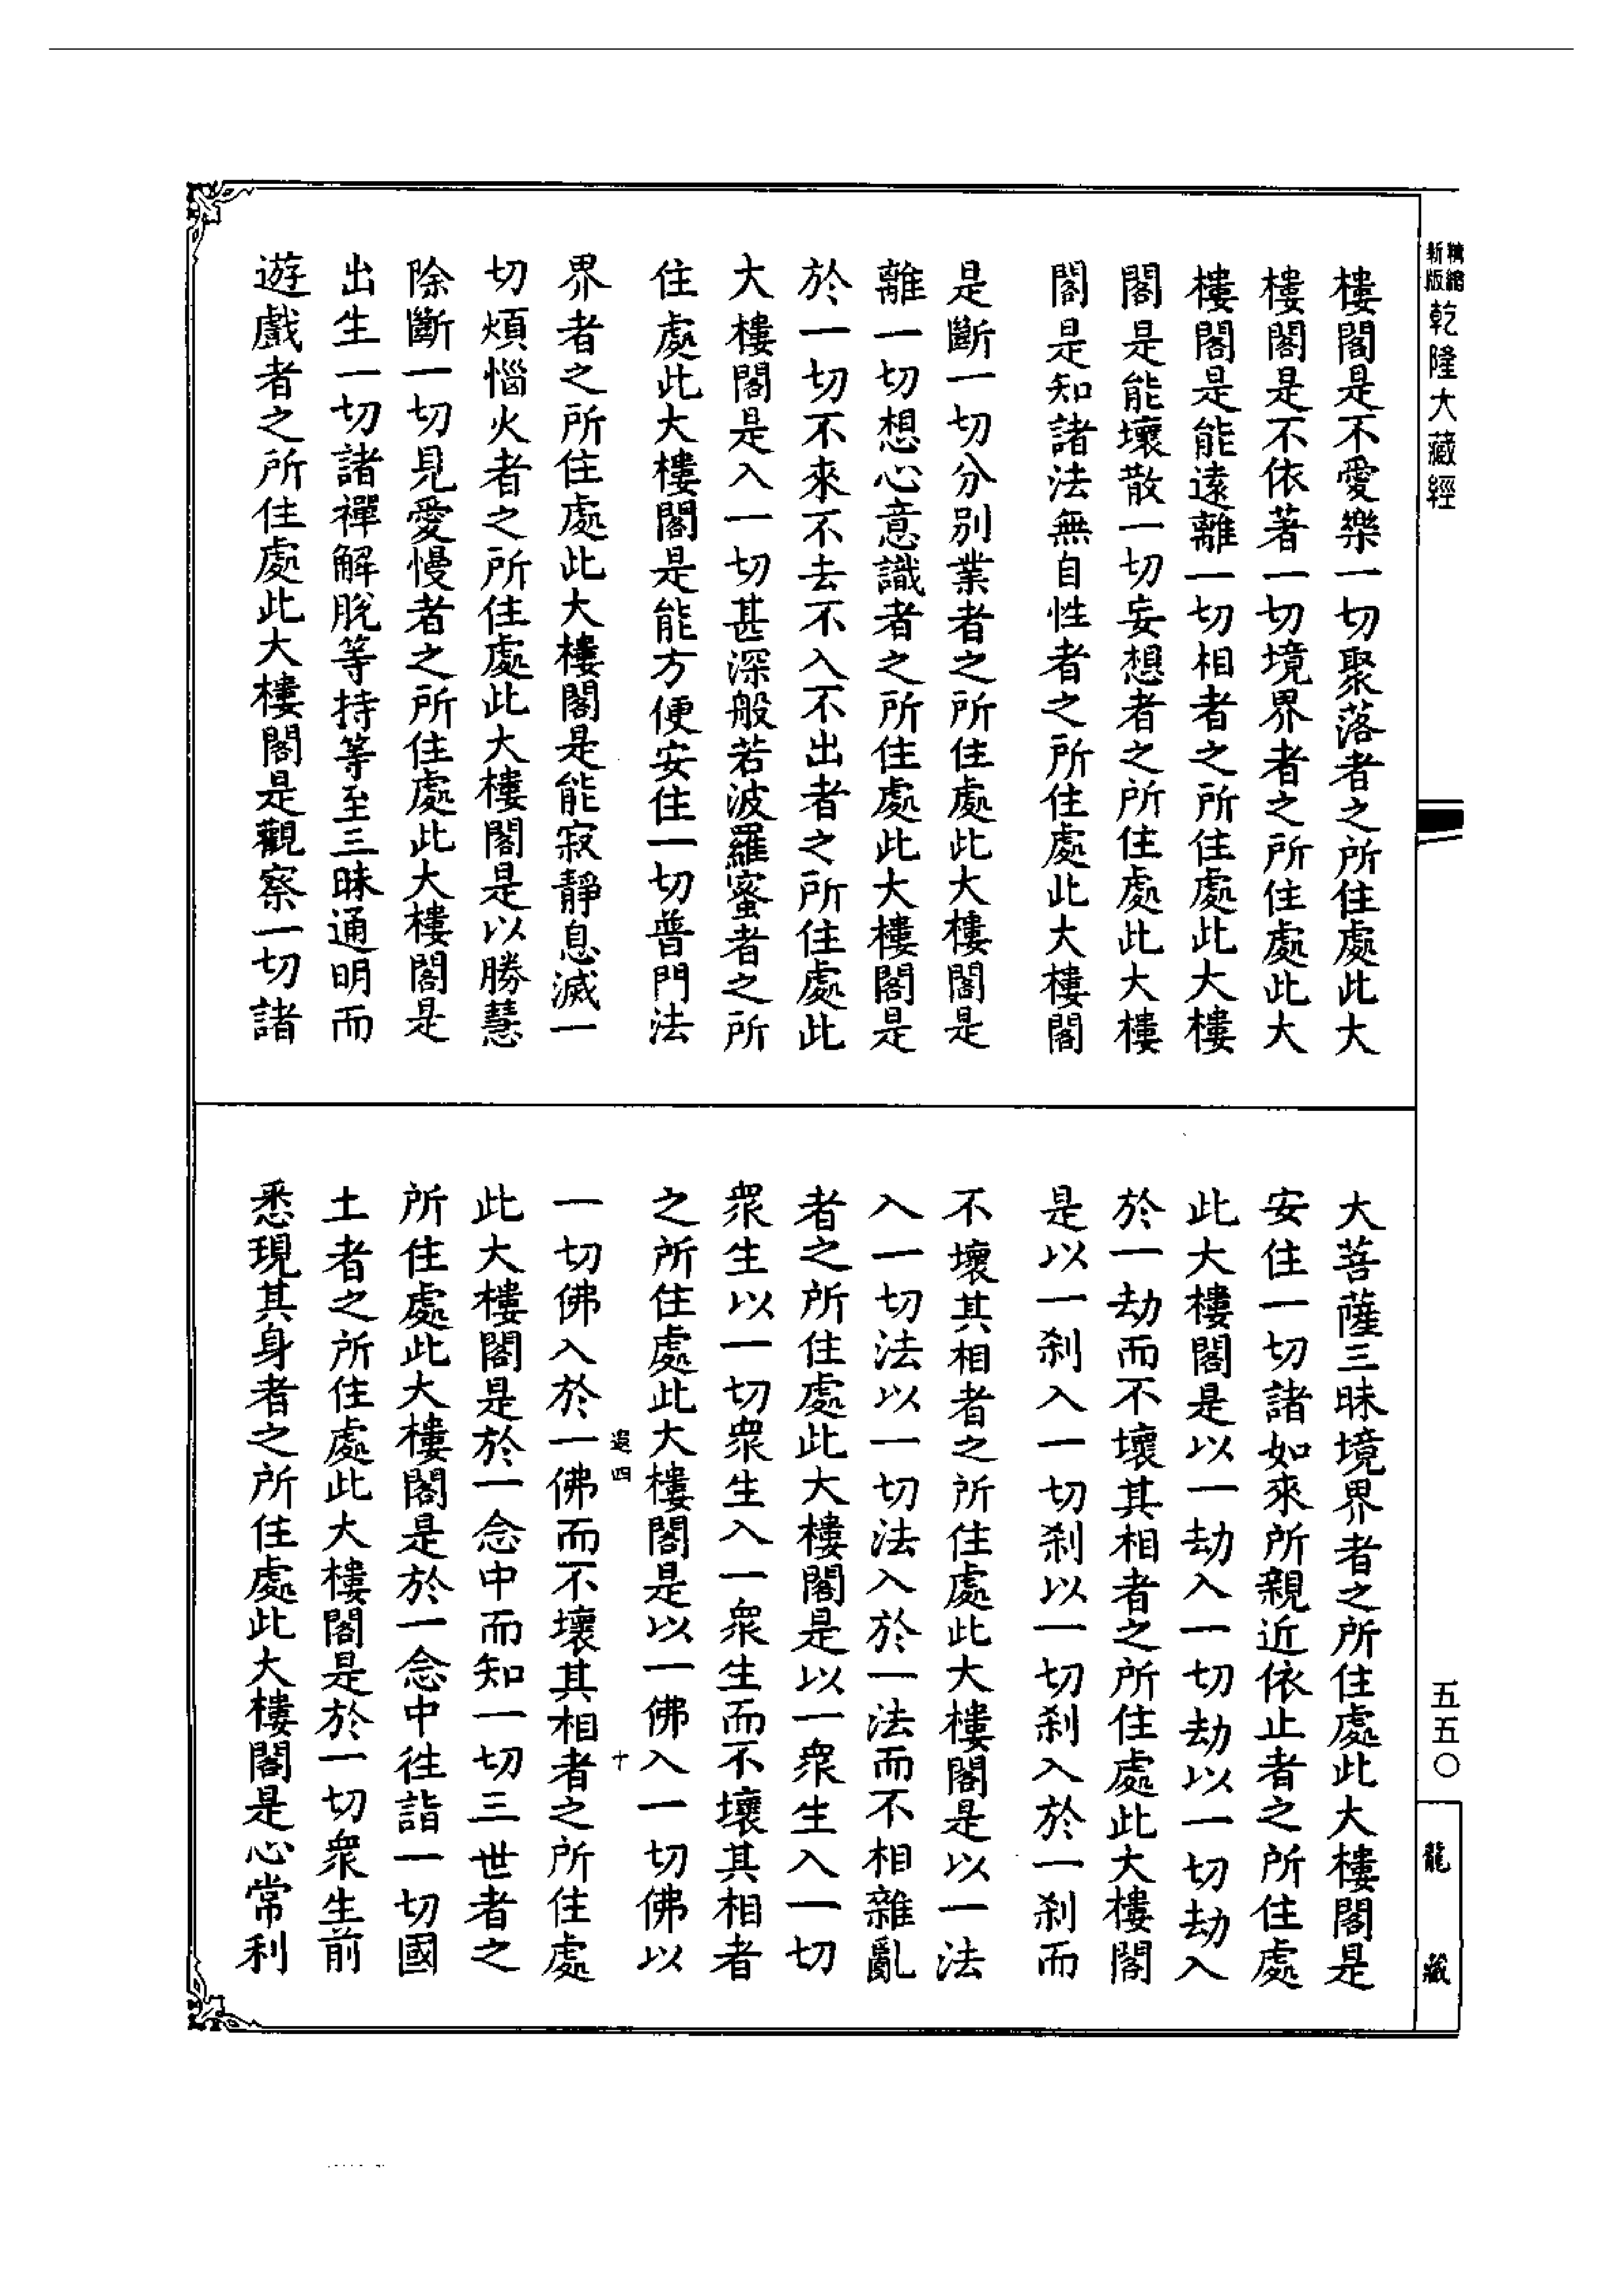 精縮新版乾隆大藏經
樓閣是不愛樂一切聚落者之所住處此大
樓閣是不依著一切境界者之所住處此大
樓閣是能遠離一切相者之所住處此大樓
閣是能壞散一切妄想者之所住處此大樓
閣是知諸法無自性者之所住處此大樓閣
是斷一切分別業者之所住處此大樓閣是
離一切想心意識者之所住處此大樓閣是
於一切不來不去不入不出者之所住處此
大樓閣是入一切甚深般若波羅蜜者之所
住處此大樓閣是能方便安住一切普門法
界者之所住處此大樓閣是能寂靜息滅一
切煩惱火者之所住處此大樓閣是以勝慧
除斷一切見愛慢者之所住處此大樓閣是
出生一切諸禪解脫等持等至三昧通明而
遊戲者之所住處此大樓閣是觀察一切諸
大菩薩三昧境界者之所住處此大樓閣是
安住一切諸如來所親近依止者之所住處
此大樓閣是以一劫入一切劫以一切劫入
於一劫而不壞其相者之所住處此大樓閣
是以一剎入一切剎以一切剎入於一剎而
不壞其相者之所住處此大樓閣是以一法
入一切法以一切法入於一法而不相雜亂
者之所住處此大樓閣是以一眾生入一切
眾生以一切眾生入一眾生而不壞其相者
之所住處此大樓閣是以一佛入一切佛以
遐四 十
一切佛入於一佛而不壞其相者之所住處
此大樓閣是於一念中而知一切三世者之
所住處此大樓閣是於一念中往詣一切國
土者之所住處此大樓閣是於一切眾生前
悉現其身者之所住處此大樓閣是心常利
五五〇
龍藏